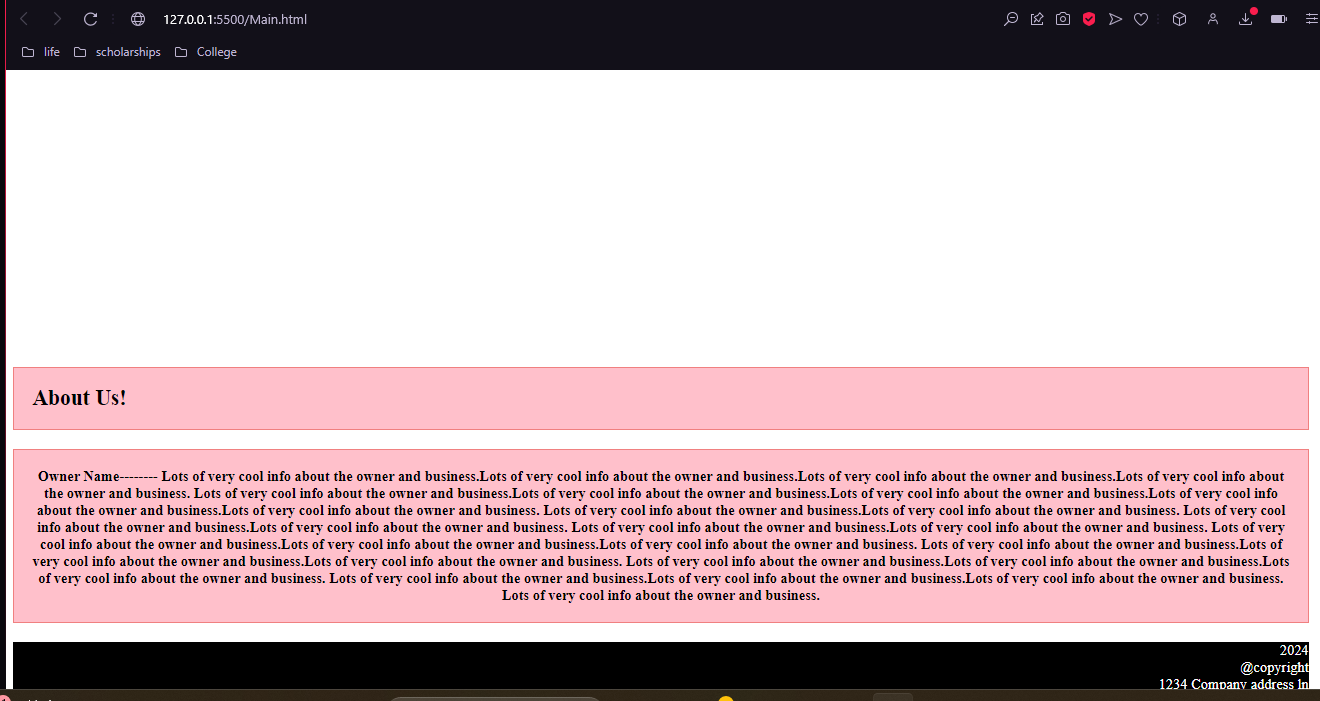 127.0.0.1:5500/Main.html
life scholarships College
About Us!
Owner Name-------- Lots of very cool info about the owner and business.Lots of very cool info about the owner and business.Lots of very cool info about the owner and business.Lots of very cool info about
the owner and business. Lots of very cool info about the owner and business.Lots of very cool info about the owner and business.Lots of very cool info about the owner and business.Lots of very cool info
about the owner and business.Lots of very cool info about the owner and business. Lots of very cool info about the owner and business.Lots of very cool info about the owner and business. Lots of very cool
info about the owner and business.Lots of very cool info about the owner and business. Lots of very cool info about the owner and business.Lots of very cool info about the owner and business. Lots of very
cool info about the owner and business.Lots of very cool info about the owner and business.Lots of very cool info about the owner and business. Lots of very cool info about the owner and business.Lots of
very cool info about the owner and business.Lots of very cool info about the owner and business. Lots of very cool info about the owner and business.Lots of very cool info about the owner and business.Lots
of very cool info about the owner and business. Lots of very cool info about the owner and business.Lots of very cool info about the owner and business.Lots of very cool info about the owner and business.
Lots of very cool info about the owner and business.
2024
@copyright
1234 Company address ln